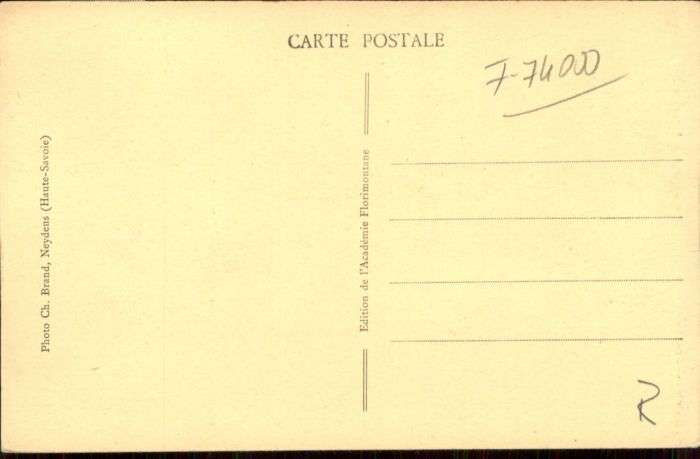 CARTE POSTALE
F-74000
Photo Ch. Brand, Neydens (Haute-Savoie)
Edition de l'Académie Florimontane
R